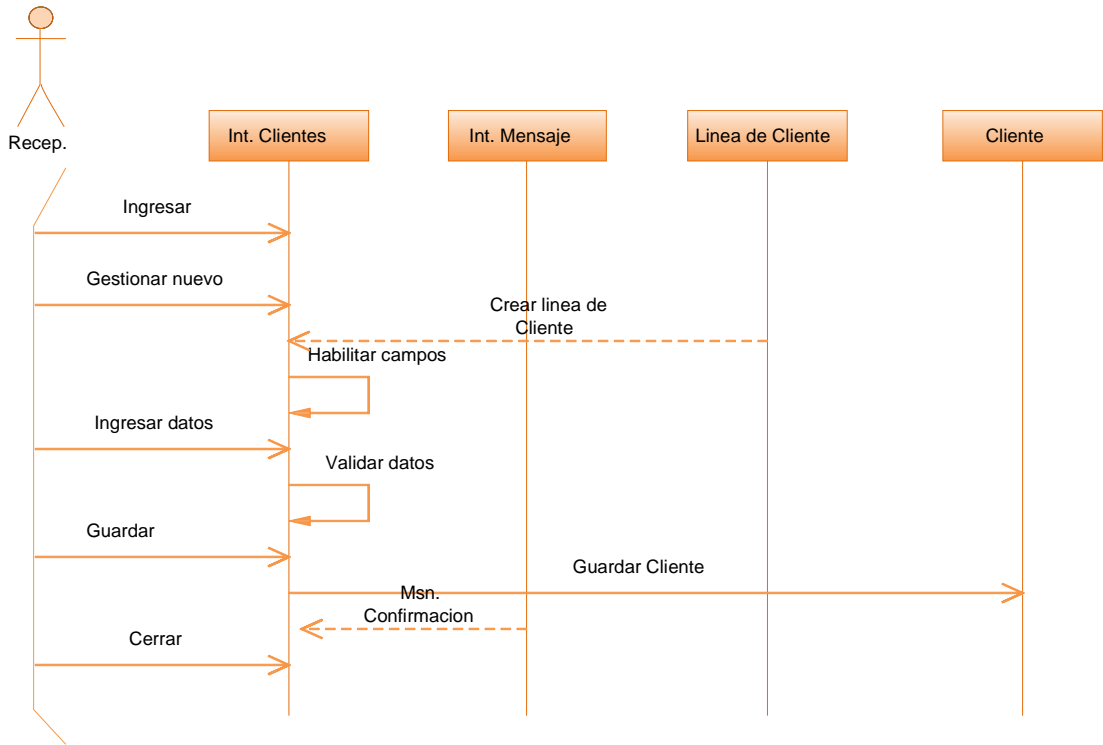 Recep.
Int. Clientes
Int. Mensaje
Linea de Cliente
Cliente
Ingresar
Gestionar nuevo
Crear linea de
Cliente
Habilitar campos
Ingresar datos
Validar datos
Guardar
Guardar Cliente
Msn.
Confirmacion
Cerrar